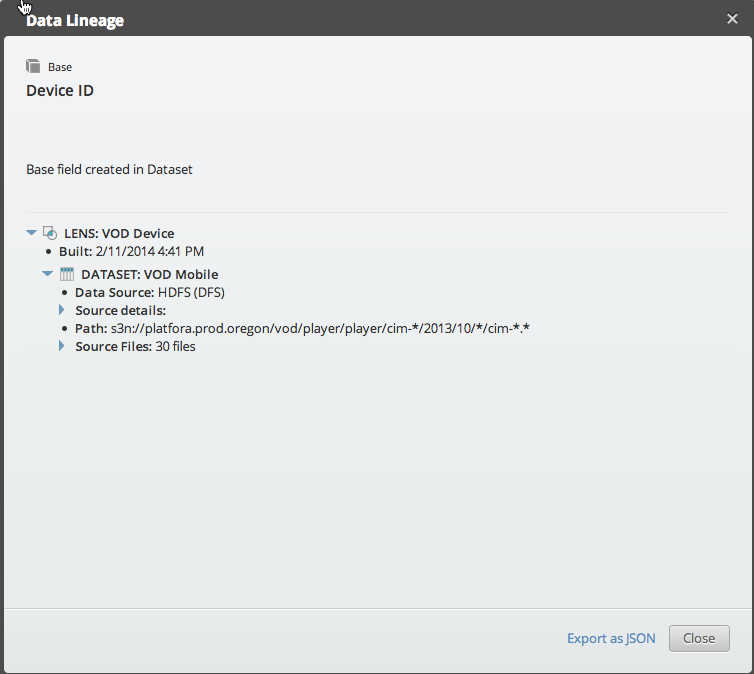 Data Lineage
Base
Device ID
Base field created in Dataset
LENS: VOD Device
Built: 2/11/2014 4:41 PM
DATASET: VOD Mobile
Data Source: HDFS (DFS)
Source details:
Path: s3n://platfora.prod.oregon/vod/player/player/cim-*/2013/10/*/cim-*.*
Source Files: 30 files
Export as JSON
Close